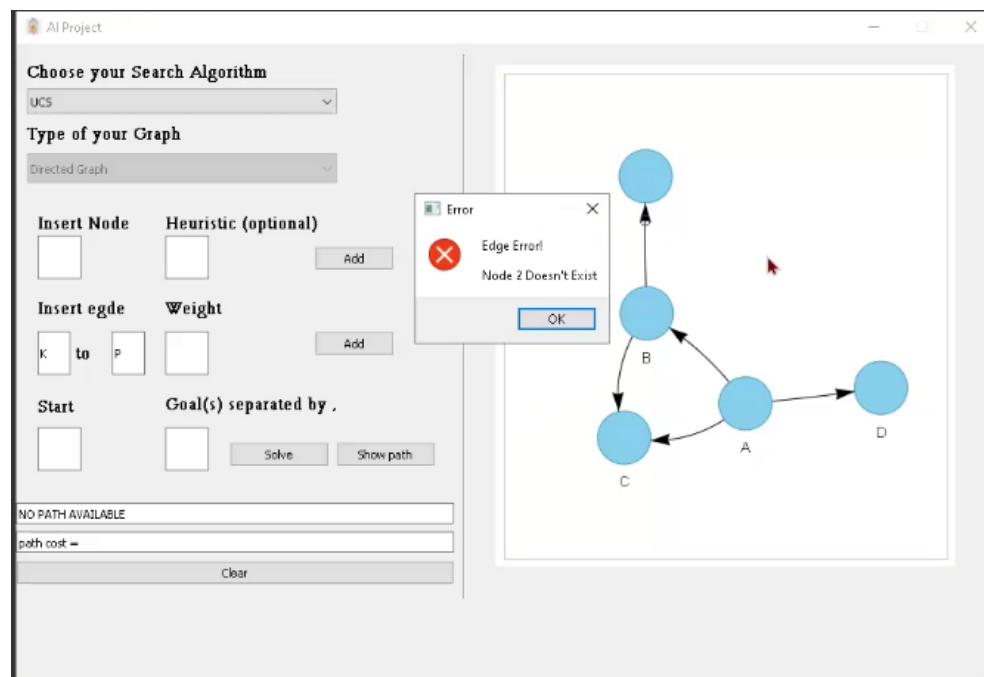 AI Project
Choose your Search Algorithm
UCS
Type of your Graph
Directed Graph
Insert Node
Heuristic (optional)
Add
Insert egde
Weight
K to P
Add
Start
Goal(s) separated by ,
Solve
Show path
NO PATH AVAILABLE
path cost =
Clear
Error
Edge Error!
Node 2 Doesn't Exist
OK
B
A
D
C